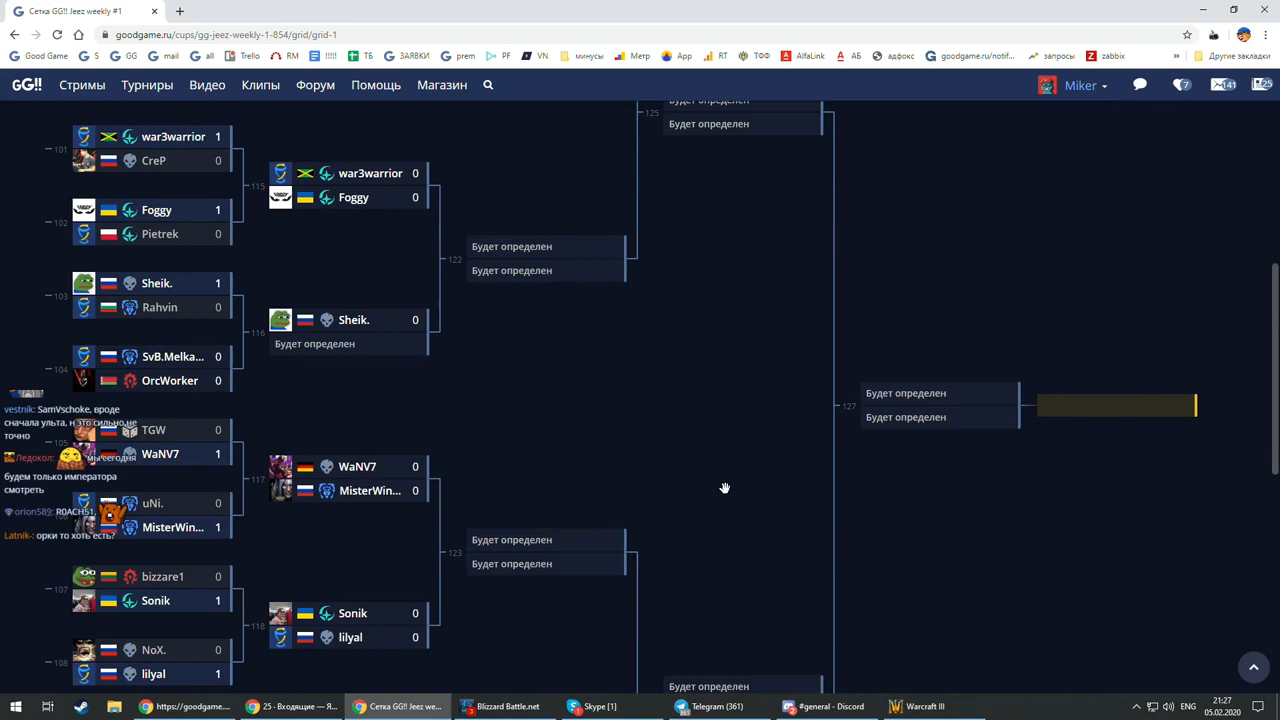 Сетка GG!! Jeez weekly #1
goodgame.ru/cups/gg-jeez-weekly-1-854/grid/grid-1
Good Game S GG mail all Trello RM !!!!! ТБ ЗАЯВКИ prem PF VN минусы Метр App RT ТФФ AlfaLink АБ адфокс goodgame.ru/notif... запросы zabbix » Другие закладки
GG!! Стримы Турниры Видео Клипы Форум Помощь Магазин Miker 7 141 25
125
Будет определен
Будет определен
101
war3warrior 1
CreP 0
115
war3warrior 0
Foggy 0
102
Foggy 1
Pietrek 0
122
Будет определен
Будет определен
103
Sheik. 1
Rahvin 0
116
Sheik. 0
Будет определен
104
SvB.Melka... 0
OrcWorker 0
127
Будет определен
Будет определен
vestnik: SamVschoke, вроде
сначала ульта, н это сильно не
точно
Ледокол: мы сегодня
будем только императора
смотреть
orion589: R0ACH51,
Latnik-: орки то хоть есть?
105
TGW 0
WaNV7 1
117
WaNV7 0
MisterWin... 0
uNi. 0
MisterWin... 1
123
Будет определен
Будет определен
107
bizzare1 0
Sonik 1
118
Sonik 0
lilyal 0
108
NoX. 0
lilyal 1
Будет определен
https://goodgame....
25 · Входящие — Я...
Сетка GG!! Jeez we...
Blizzard Battle.net
3
Skype [1]
Telegram (361)
#general - Discord
Warcraft III
ENG
21:27
05.02.2020